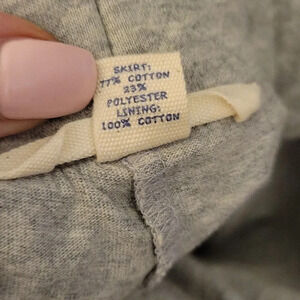 SKIRT:
77% COTTON
23%
POLYESTER
LINING:
100% COTTON